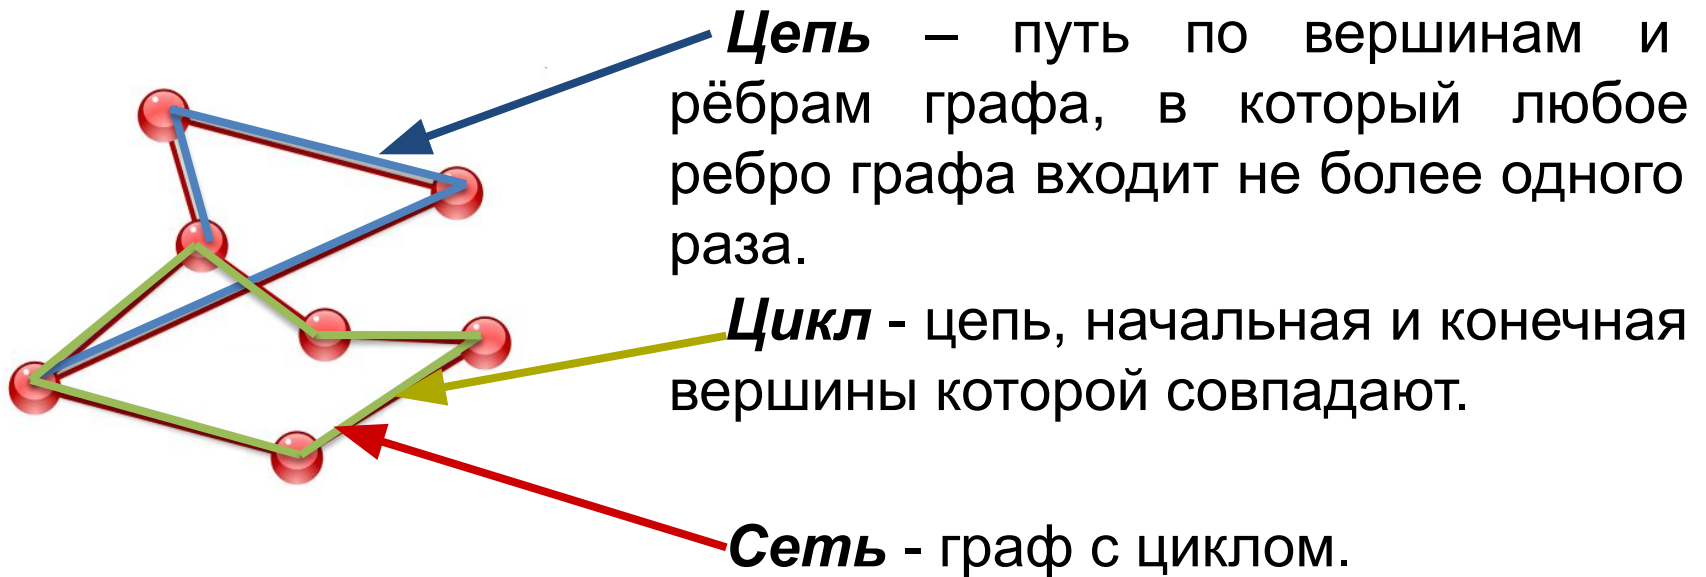 Цепь – путь по вершинам и
рёбрам графа, в который любое
ребро графа входит не более одного
раза.
Цикл - цепь, начальная и конечная
вершины которой совпадают.
Сеть - граф с циклом.